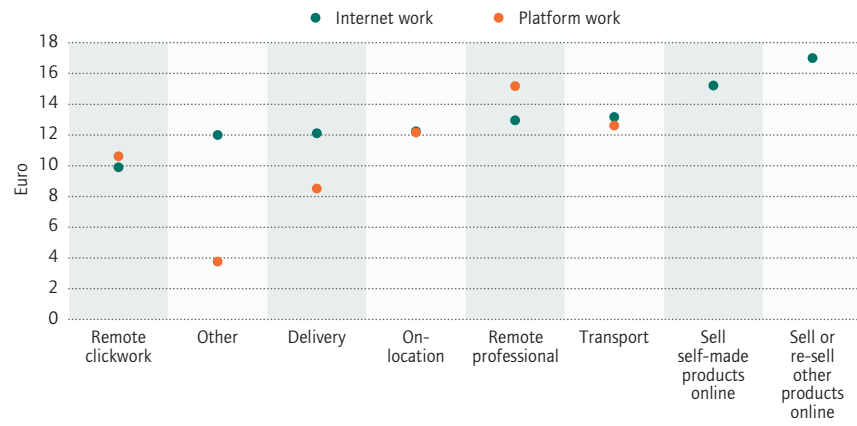 Internet work
Platform work
18
16
14
12
10
8
6
4
2
0
Euro
Remote
clickwork
Other
Delivery
On-
location
Remote
professional
Transport
Sell
self-made
products
online
Sell or
re-sell
other
products
online